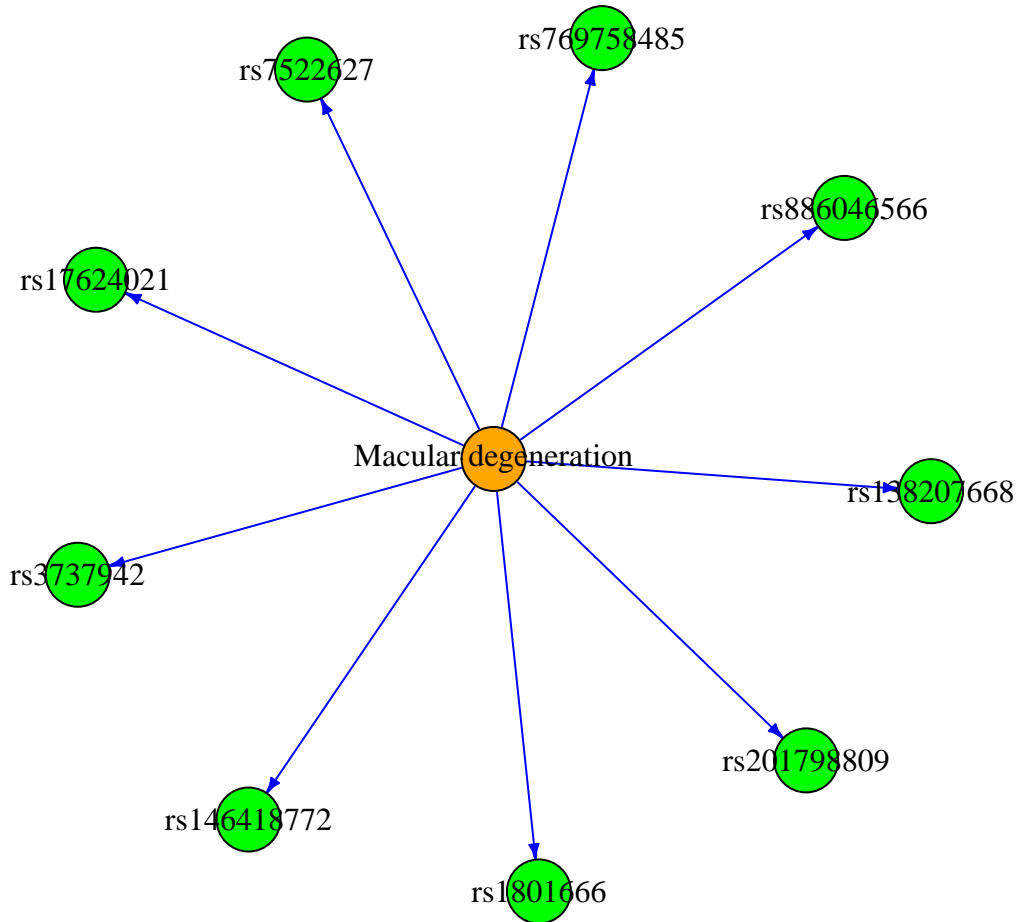 rs769758485
rs7522627
rs886046566
rs17624021
Macular degeneration
rs138207668
rs3737942
rs201798809
rs146418772
rs1801666